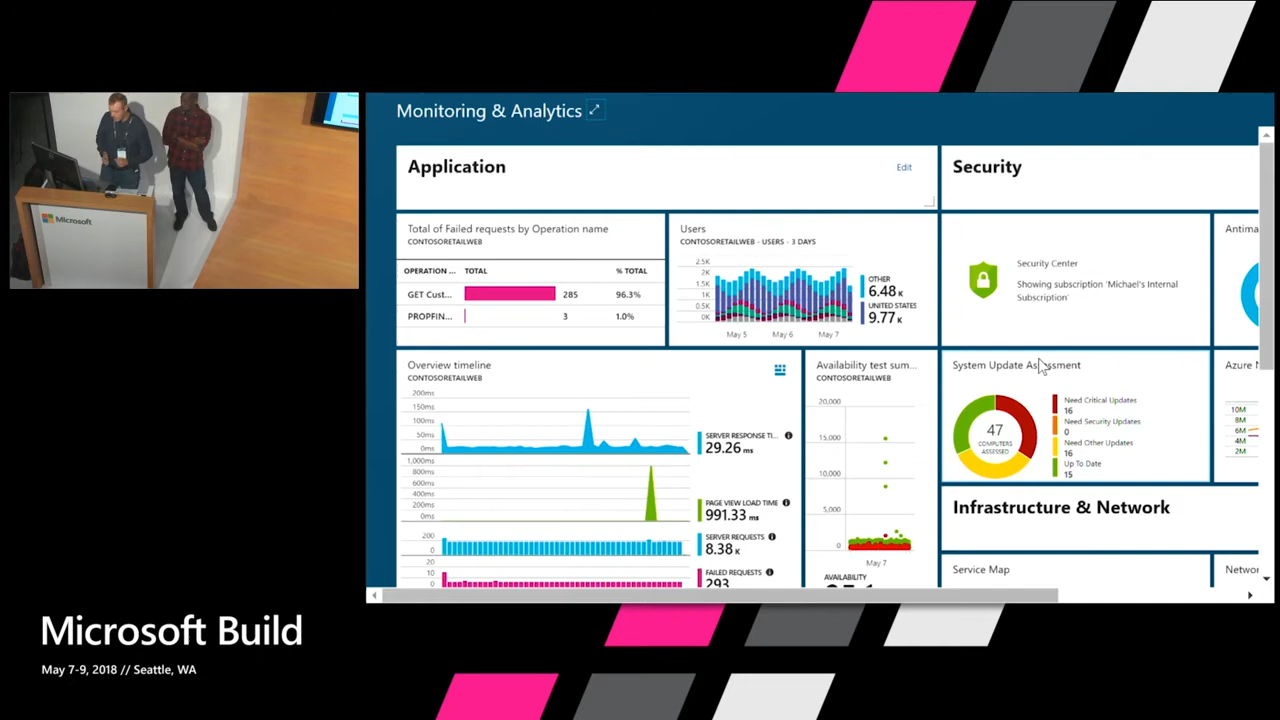 Microsoft
Monitoring & Analytics
Application
Edit
Security
Total of Failed requests by Operation name
CONTOSORETAILWEB
OPERATION ... TOTAL % TOTAL
GET Cust... 285 96.3%
PROPFIN... 3 1.0%
Users
CONTOSORETAILWEB - USERS - 3 DAYS
2.5K
2K
1.5K
1K
0.5K
0K
May 5 May 6 May 7
OTHER
6.48 K
UNITED STATES
9.77 K
Security Center
Showing subscription 'Michael's Internal
Subscription'
Antima
Overview timeline
CONTOSORETAILWEB
200ms
150ms
100ms
50ms
0ms
SERVER RESPONSE TI...
29.26 ms
1,000ms
800ms
600ms
400ms
200ms
0ms
PAGE VIEW LOAD TIME
991.33 ms
200
0
SERVER REQUESTS
8.38 K
20
10
0
FAILED REQUESTS
293
Availability test sum...
CONTOSORETAILWEB
20,000
15,000
10,000
5,000
0
May 7
AVAILABILITY
System Update Assessment
47
COMPUTERS
ASSESSED
Need Critical Updates
16
Need Security Updates
0
Need Other Updates
16
Up To Date
15
Azure N
10M
8M
6M
4M
2M
Infrastructure & Network
Service Map
Networ
Microsoft Build
May 7-9, 2018 // Seattle, WA